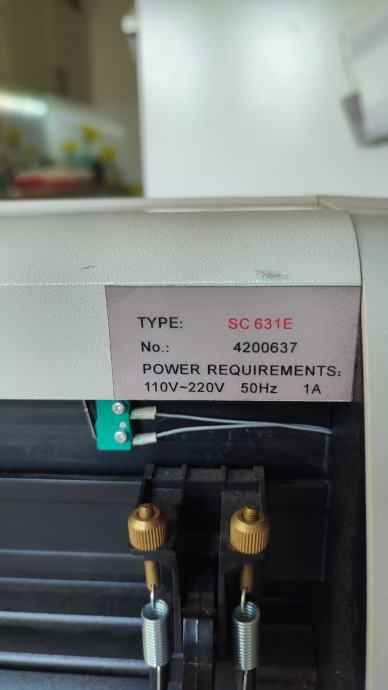 TYPE: SC 631E
No.: 4200637
POWER REQUIREMENTS:
110V~220V 50Hz 1A